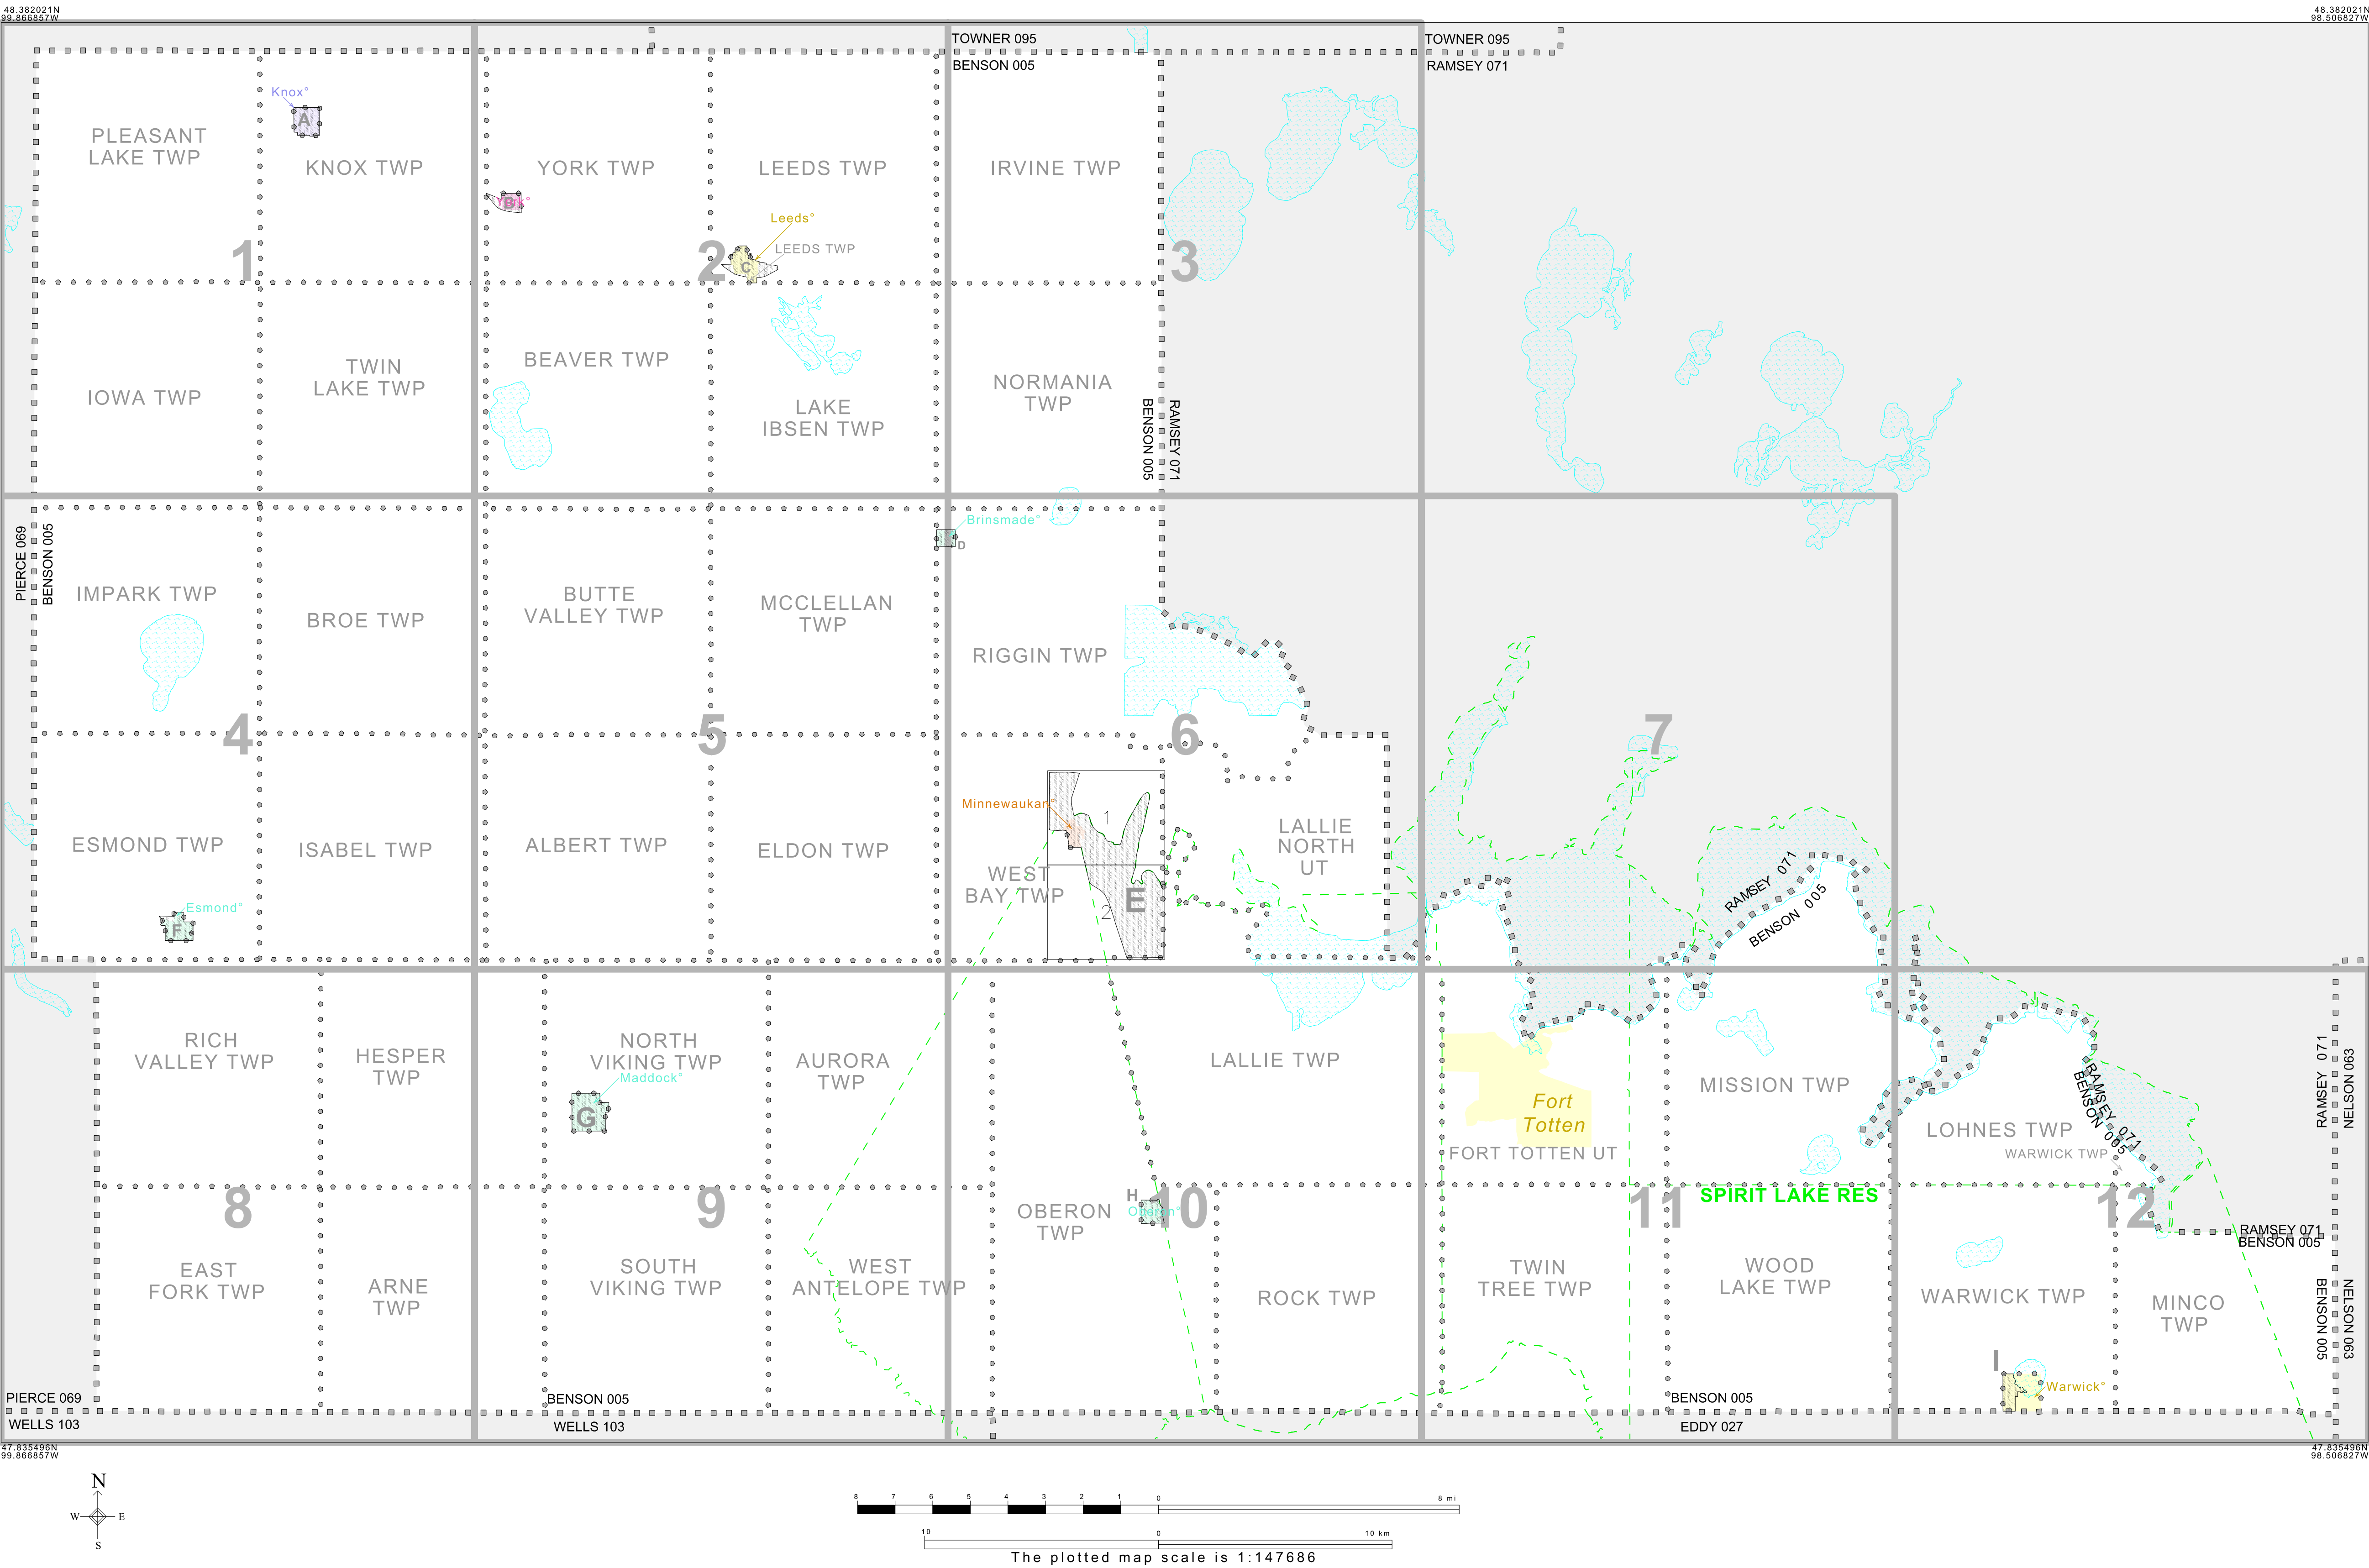 48.382021N
99.866857W
48.382021N
98.506827W
TOWNER 095
BENSON 005
TOWNER 095
RAMSEY 071
Knox°
A
PLEASANT
LAKE TWP
KNOX TWP
YORK TWP
LEEDS TWP
IRVINE TWP
B
Leeds°
LEEDS TWP
C
1
2
3
IOWA TWP
TWIN
LAKE TWP
BEAVER TWP
LAKE
IBSEN TWP
NORMANIA
TWP
BENSON 005
RAMSEY 071
Brinsmade°
D
PIERCE 069
BENSON 005
IMPARK TWP
BROE TWP
BUTTE
VALLEY TWP
MCCLELLAN
TWP
RIGGIN TWP
4
5
6
7
Minnewaukan°
1
2
E
ESMOND TWP
ISABEL TWP
ALBERT TWP
ELDON TWP
WEST
BAY TWP
LALLIE
NORTH
UT
RAMSEY 071
BENSON 005
Esmond°
F
RICH
VALLEY TWP
HESPER
TWP
NORTH
VIKING TWP
Maddock°
G
AURORA
TWP
LALLIE TWP
Fort
Totten
FORT TOTTEN UT
MISSION TWP
LOHNES TWP
WARWICK TWP
RAMSEY 071
BENSON 005
RAMSEY 071
NELSON 063
SPIRIT LAKE RES
8
9
10
11
12
H
Oberon°
OBERON
TWP
EAST
FORK TWP
ARNE
TWP
SOUTH
VIKING TWP
WEST
ANTELOPE TWP
ROCK TWP
TWIN
TREE TWP
WOOD
LAKE TWP
WARWICK TWP
MINCO
TWP
RAMSEY 071
BENSON 005
BENSON 005
NELSON 063
I
Warwick°
PIERCE 069
WELLS 103
BENSON 005
WELLS 103
BENSON 005
EDDY 027
47.835496N
99.866857W
47.835496N
98.506827W
N
W E
S
8 7 6 5 4 3 2 1 0 8 mi
10 0 10 km
The plotted map scale is 1:147686